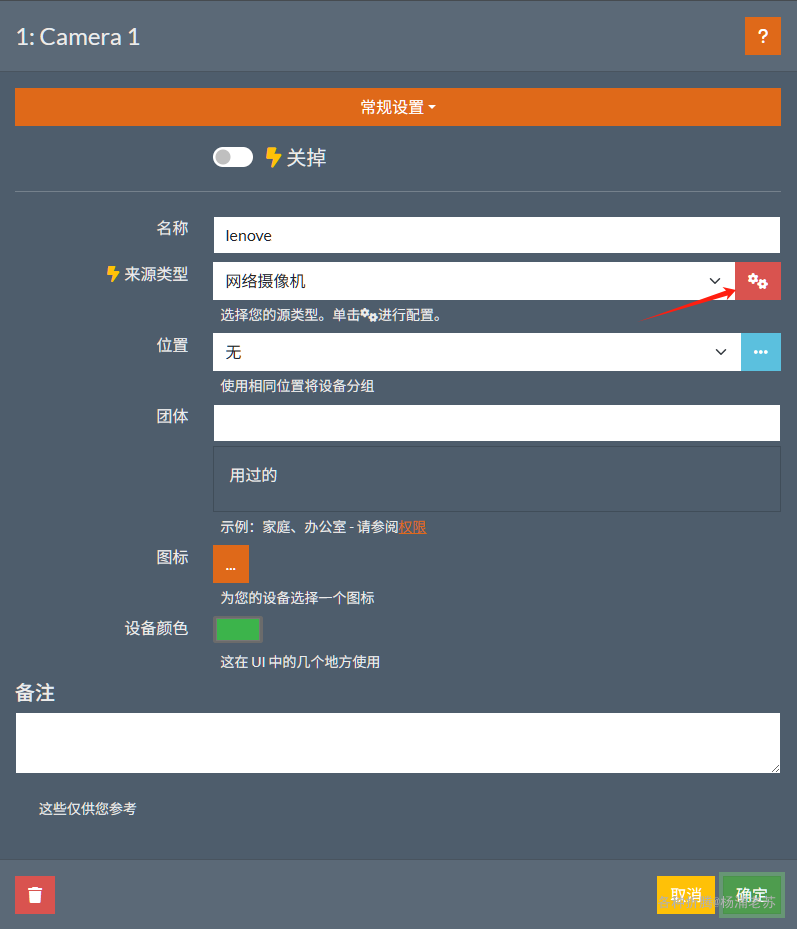 1: Camera 1
?
常规设置
关掉
名称
lenove
来源类型
网络摄像机
选择您的源类型。单击进行配置。
位置
无
...
使用相同位置将设备分组
团体
用过的
示例：家庭、办公室 - 请参阅权限
图标
...
为您的设备选择一个图标
设备颜色
这在 UI 中的几个地方使用
备注
这些仅供您参考
取消
确定
@杨浦老苏